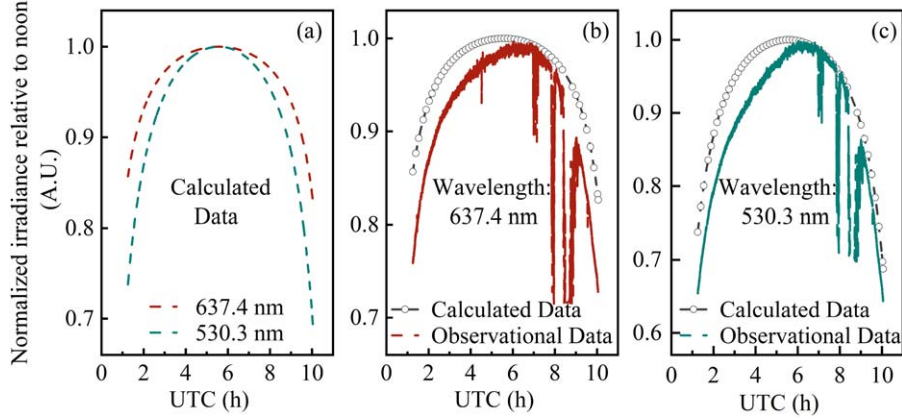 Normalized irradiance relative to noon
(A.U.)
(a)
1.0
0.9
0.8
0.7
Calculated
Data
637.4 nm
530.3 nm
0 2 4 6 8 10
UTC (h)
(b)
1.0
0.9
0.8
0.7
Wavelength:
637.4 nm
Calculated Data
Observational Data
0 2 4 6 8 10
UTC (h)
(c)
1.0
0.9
0.8
0.7
0.6
Wavelength:
530.3 nm
Calculated Data
Observational Data
0 2 4 6 8 10
UTC (h)